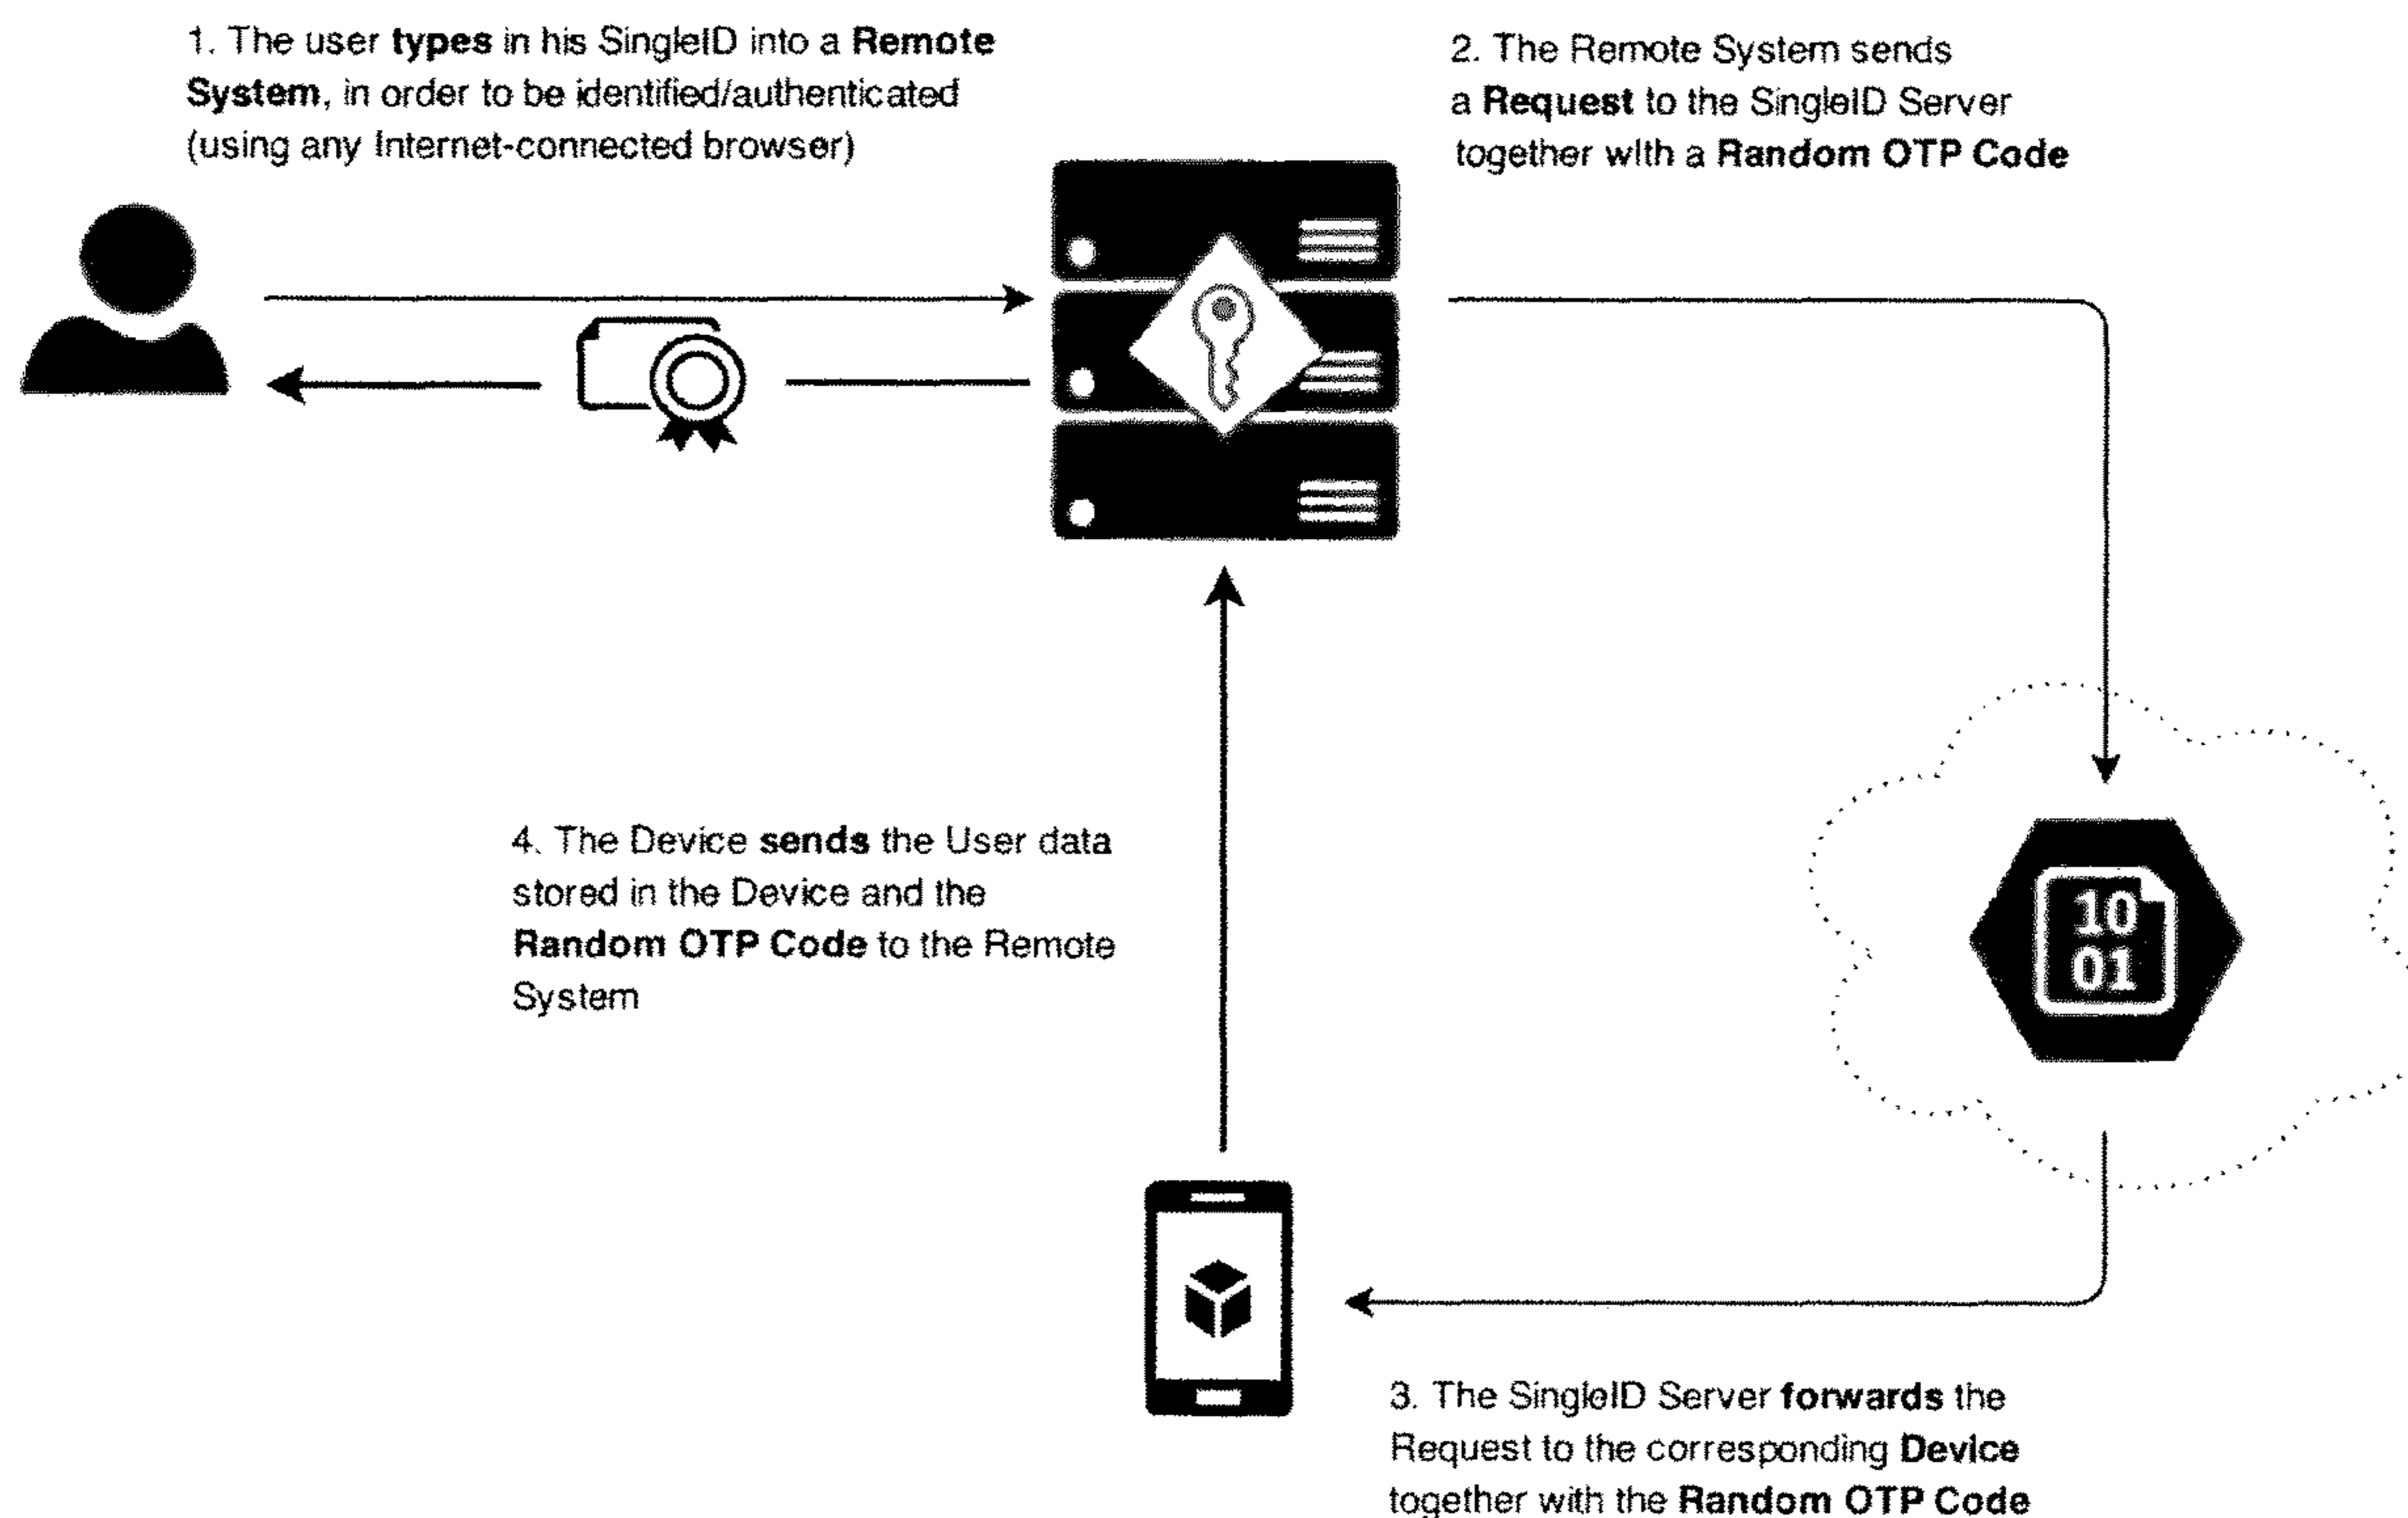 1. The user types in his SingleID into a Remote
System, in order to be identified/authenticated
(using any Internet-connected browser)
2. The Remote System sends
a Request to the SingleID Server
together with a Random OTP Code
10
01
4. The Device sends the User data
stored in the Device and the
Random OTP Code to the Remote
System
3. The SingleID Server forwards the
Request to the corresponding Device
together with the Random OTP Code